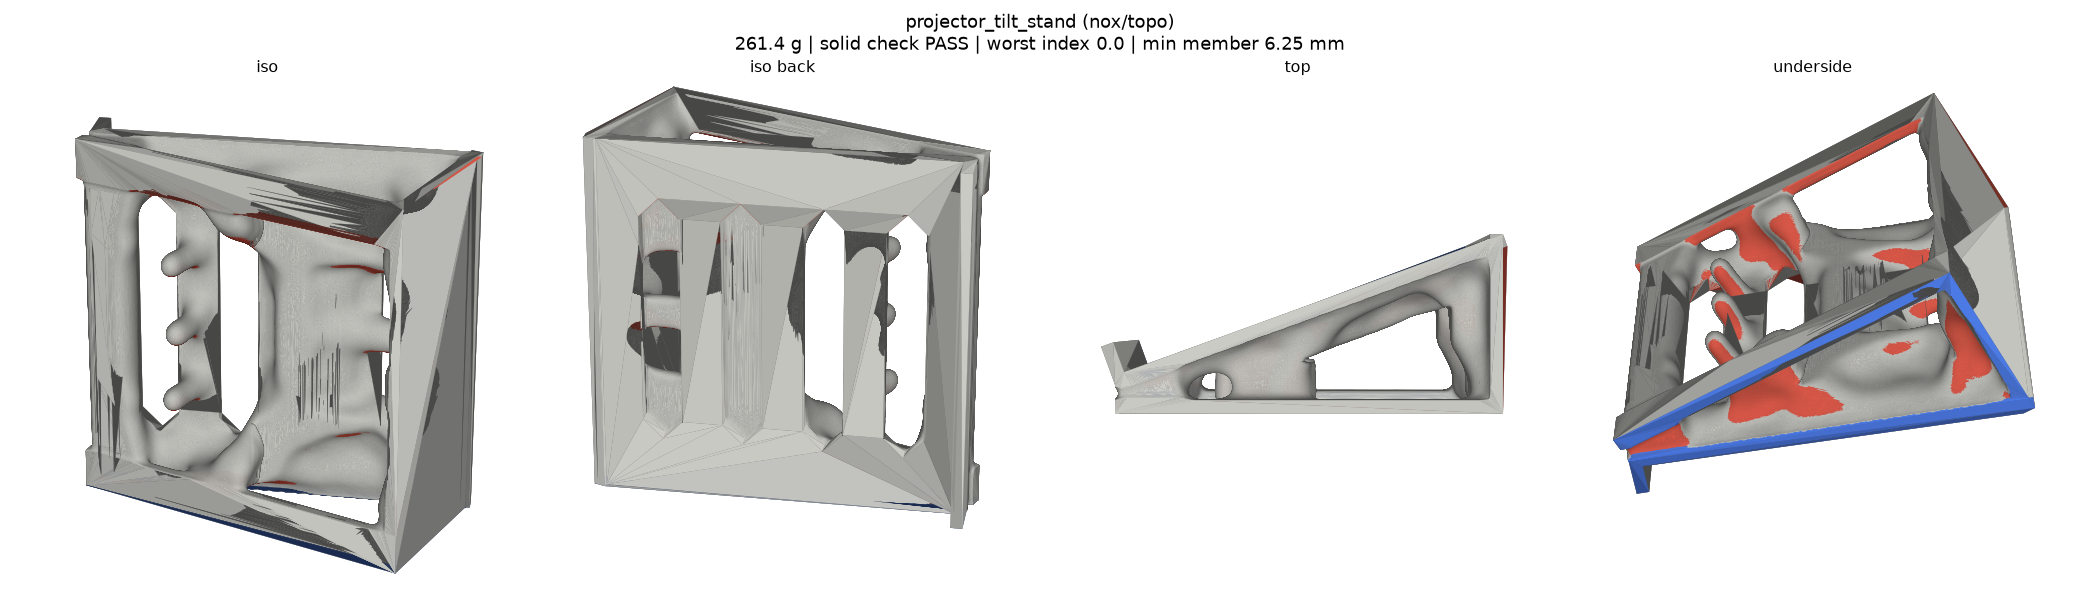 projector_tilt_stand (nox/topo)
261.4 g | solid check PASS | worst index 0.0 | min member 6.25 mm
iso
iso back
top
underside